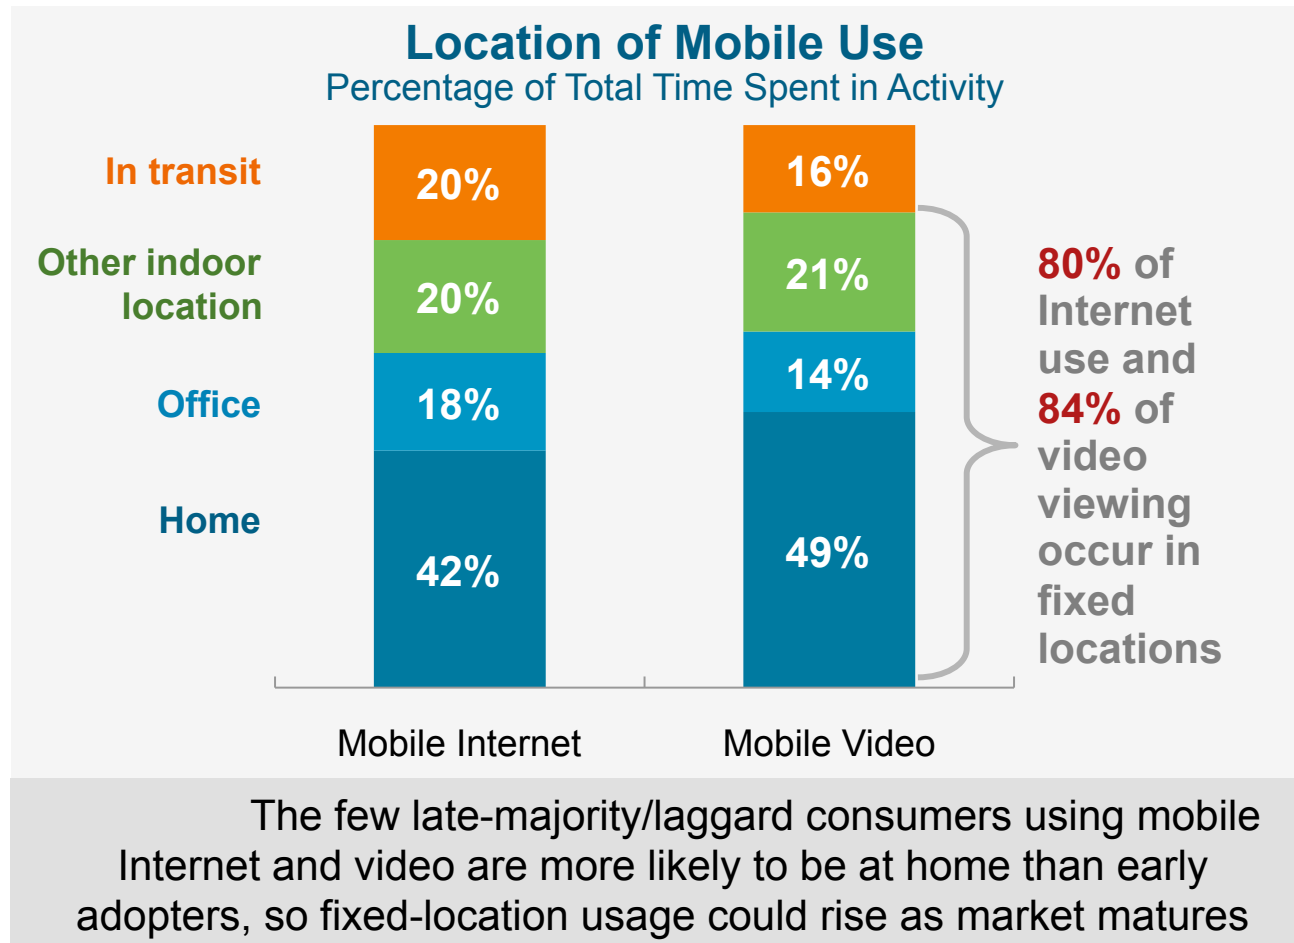 Location of Mobile Use
Percentage of Total Time Spent in Activity
In transit
20%
16%
Other indoor
location
20%
21%
Office
18%
14%
Home
42%
49%
80% of
Internet
use and
84% of
video
viewing
occur in
fixed
locations
Mobile Internet
Mobile Video
The few late-majority/laggard consumers using mobile
Internet and video are more likely to be at home than early
adopters, so fixed-location usage could rise as market matures